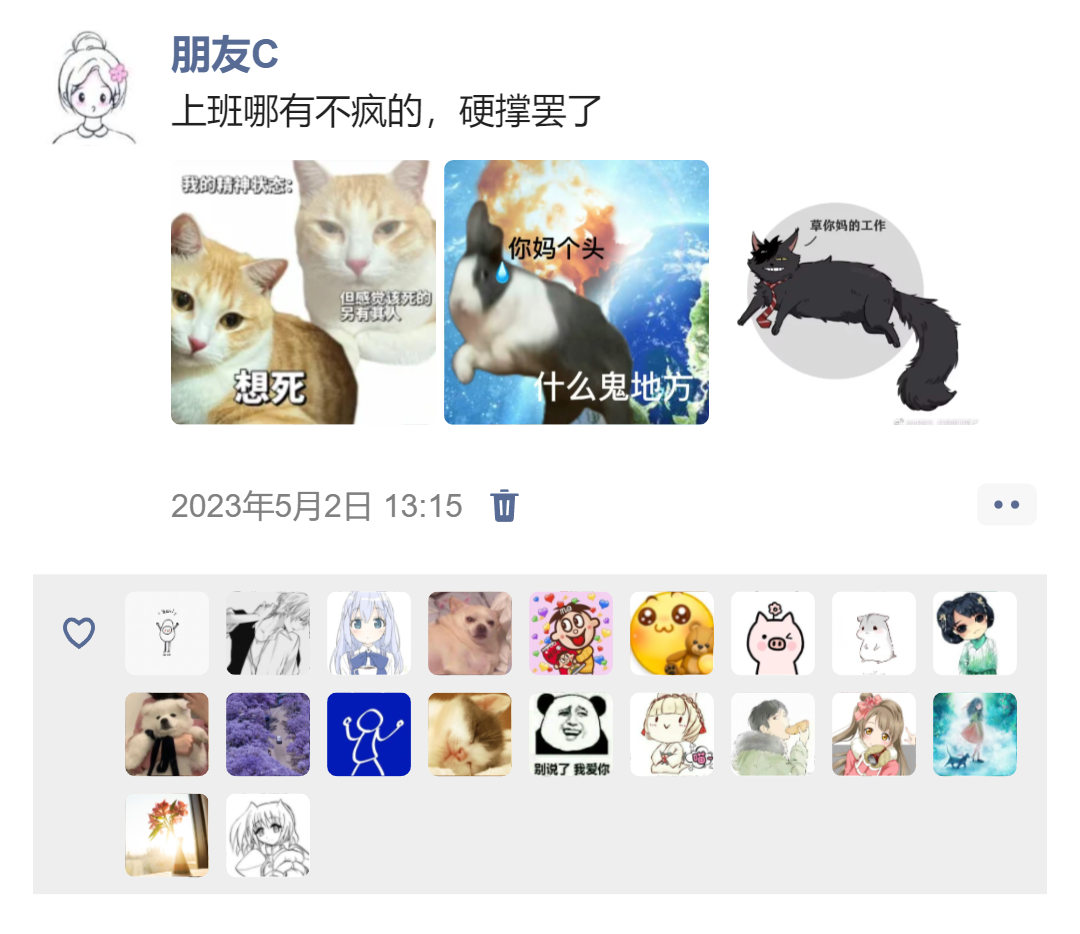 朋友C
上班哪有不疯的，硬撑罢了
我的精神状态：
但感觉该死的
另有其人
想死
你妈个头
什么鬼地方
草你妈的工作
2023年5月2日 13:15
别说了 我爱你